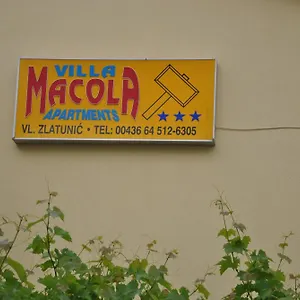 VILLA
MACOLA
APARTMENTS
VL. ZLATUNIĆ • TEL: 00436 64 512-6305